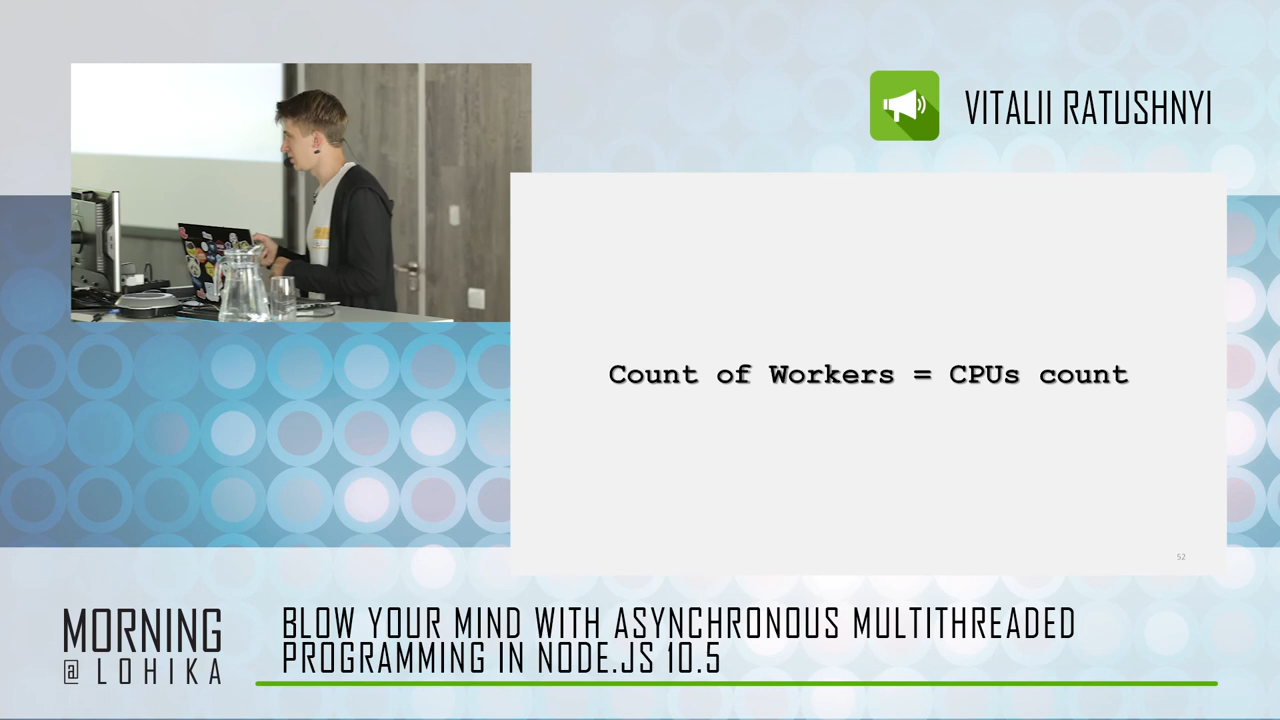 VITALII RATUSHNYI
Count of Workers = CPUs count
52
MORNING
@ LOHIKA
BLOW YOUR MIND WITH ASYNCHRONOUS MULTITHREADED
PROGRAMMING IN NODE.JS 10.5